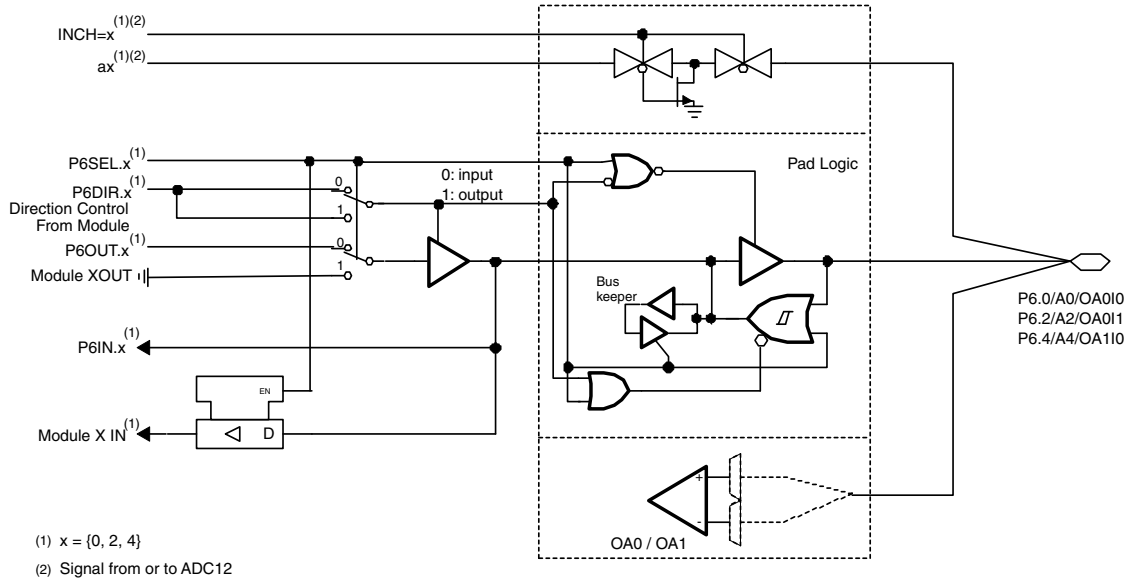 INCH=x(1)(2)
ax(1)(2)
P6SEL.x(1)
Pad Logic
P6DIR.x(1)
0
0: input
1: output
Direction Control
From Module
1
P6OUT.x(1)
0
Module XOUT
1
Bus
keeper
P6.0/A0/OA0I0
P6.2/A2/OA0I1
P6.4/A4/OA1I0
P6IN.x(1)
EN
Module X IN(1)
D
+
-
OA0 / OA1
(1) x = {0, 2, 4}
(2) Signal from or to ADC12